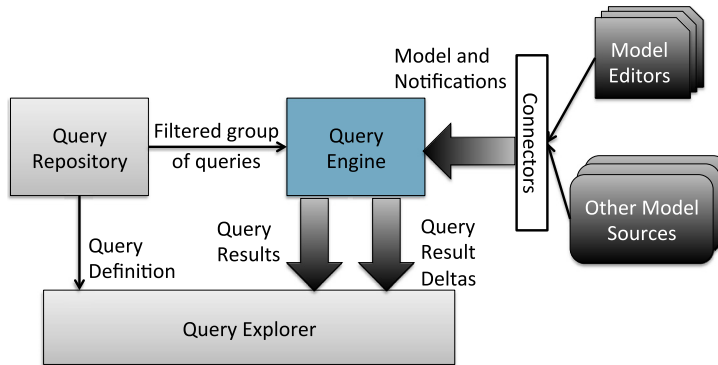 Model and
Notifications
Model
Editors
Connectors
Query
Repository
Filtered group
of queries
Query
Engine
Other Model
Sources
Query
Definition
Query
Results
Query
Result
Deltas
Query Explorer